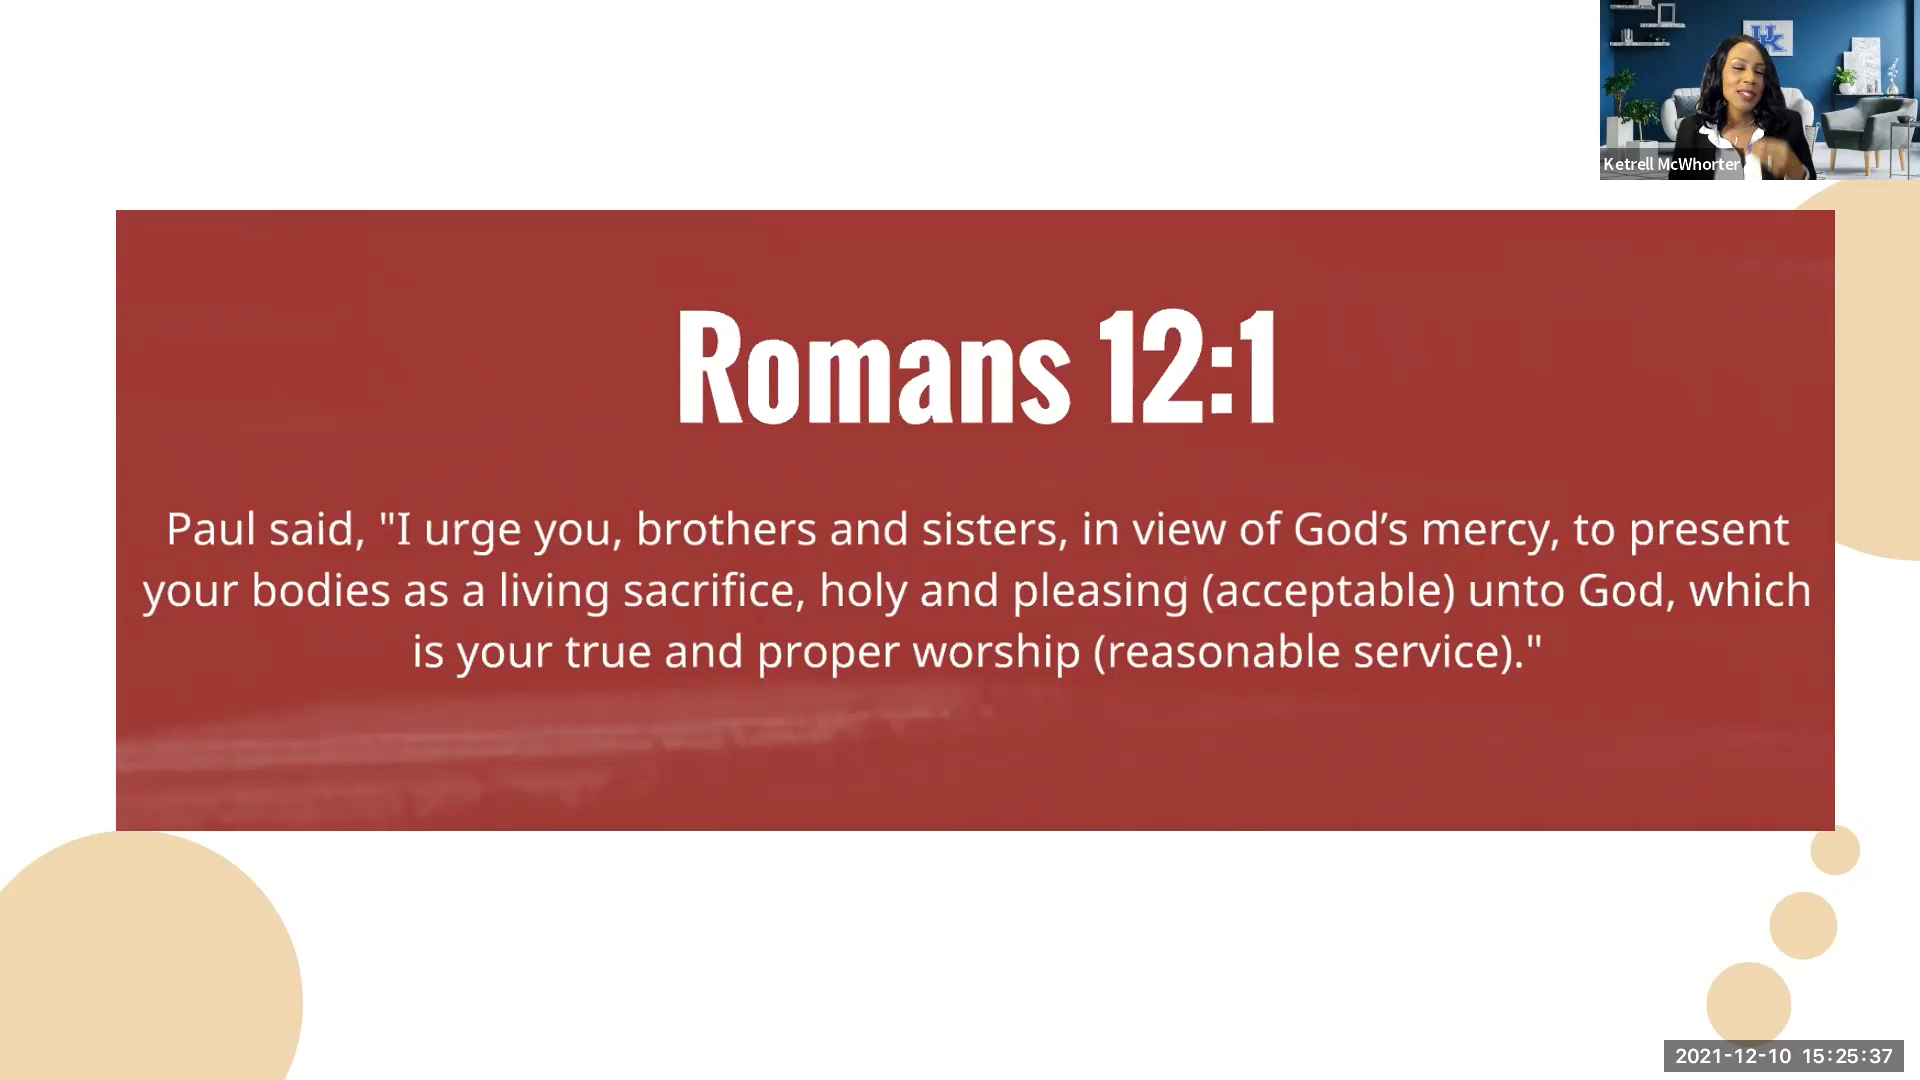 UK
Ketrell McWhorter
Romans 12:1
Paul said, "I urge you, brothers and sisters, in view of God’s mercy, to present
your bodies as a living sacrifice, holy and pleasing (acceptable) unto God, which
is your true and proper worship (reasonable service)."
2021-12-10 15:25:37